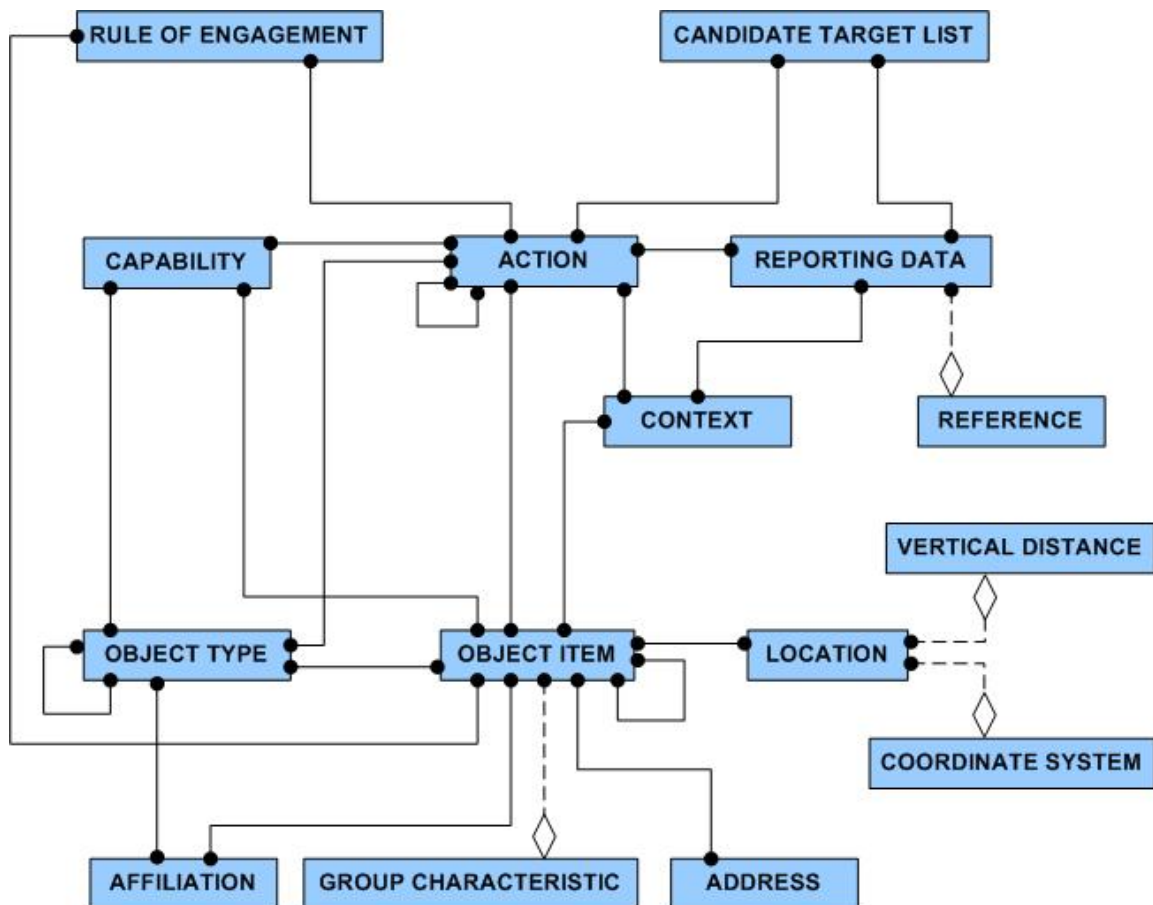 RULE OF ENGAGEMENT
CANDIDATE TARGET LIST
CAPABILITY
ACTION
REPORTING DATA
CONTEXT
REFERENCE
VERTICAL DISTANCE
OBJECT TYPE
OBJECT ITEM
LOCATION
COORDINATE SYSTEM
AFFILIATION
GROUP CHARACTERISTIC
ADDRESS